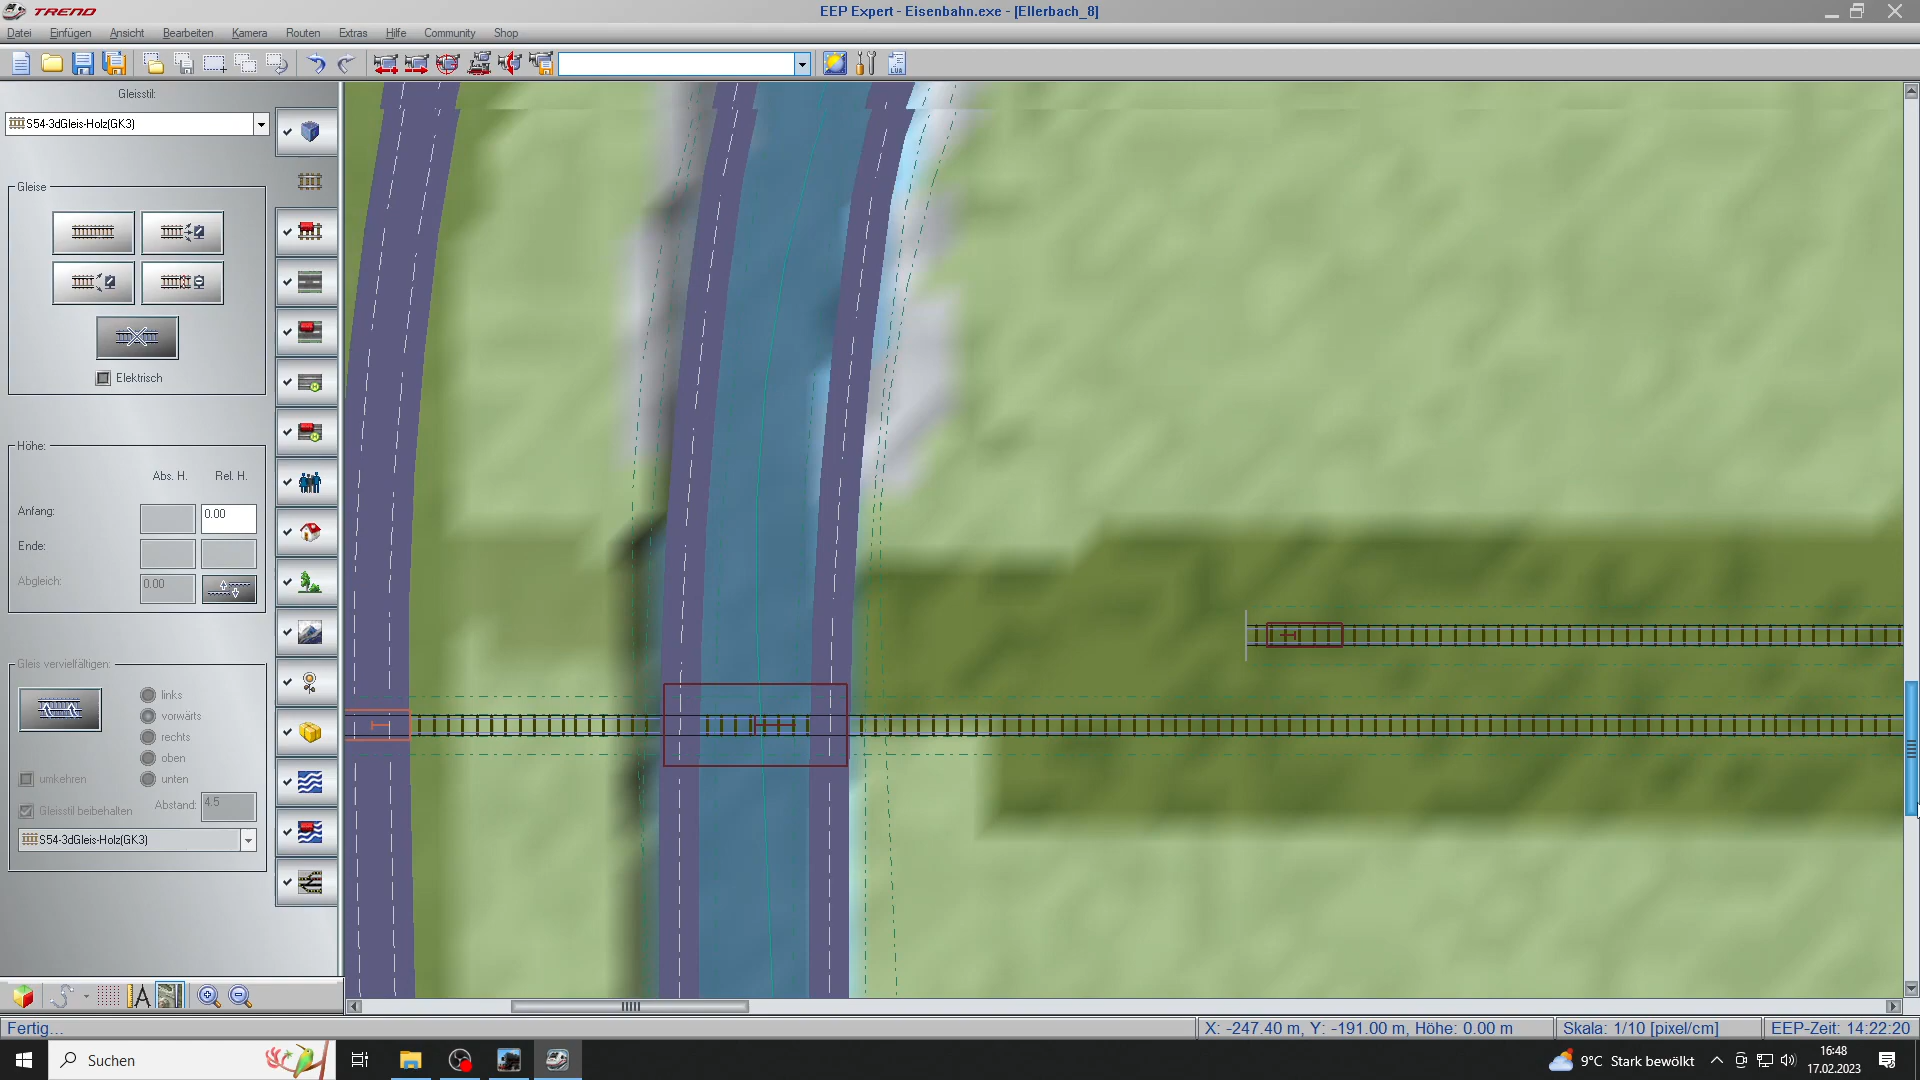 TREND
EEP Expert - Eisenbahn.exe - [Ellerbach_8]
Datei Einfügen Ansicht Bearbeiten Kamera Routen Extras Hilfe Community Shop
LUA
Gleisstil:
S54-3dGleis-Holz(GK3)
Gleise
Elektrisch
Höhe:
Abs. H. Rel. H.
Anfang: 0.00
Ende:
Abgleich: 0.00
Gleis vervielfältigen:
links
vorwärts
rechts
oben
umkehren unten
Gleisstil beibehalten Abstand: 4.5
S54-3dGleis-Holz(GK3)
Fertig... X: -247.40 m, Y: -191.00 m, Höhe: 0.00 m Skala: 1/10 [pixel/cm] EEP-Zeit: 14:22:20
Suchen 9°C Stark bewölkt 16:48
17.02.2023